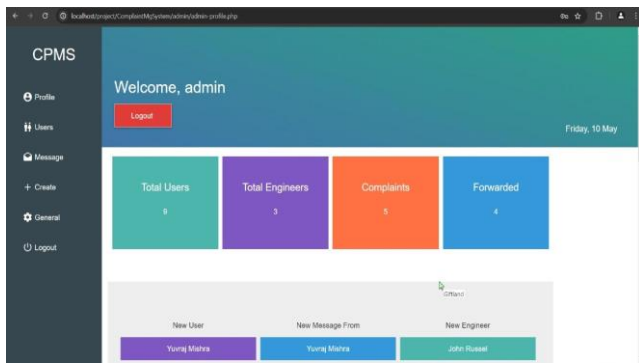 localhost/project/ComplaintMgSystem/admin/admin-profile.php
CPMS
Profile
Users
Message
+ Create
General
Logout
Welcome, admin
Logout
Friday, 10 May
Total Users
Total Engineers
3
Complaints
5
Forwarded
4
New User
Yuvraj Mishra
New Message From
Yuvraj Mishra
New Engineer
John Russel